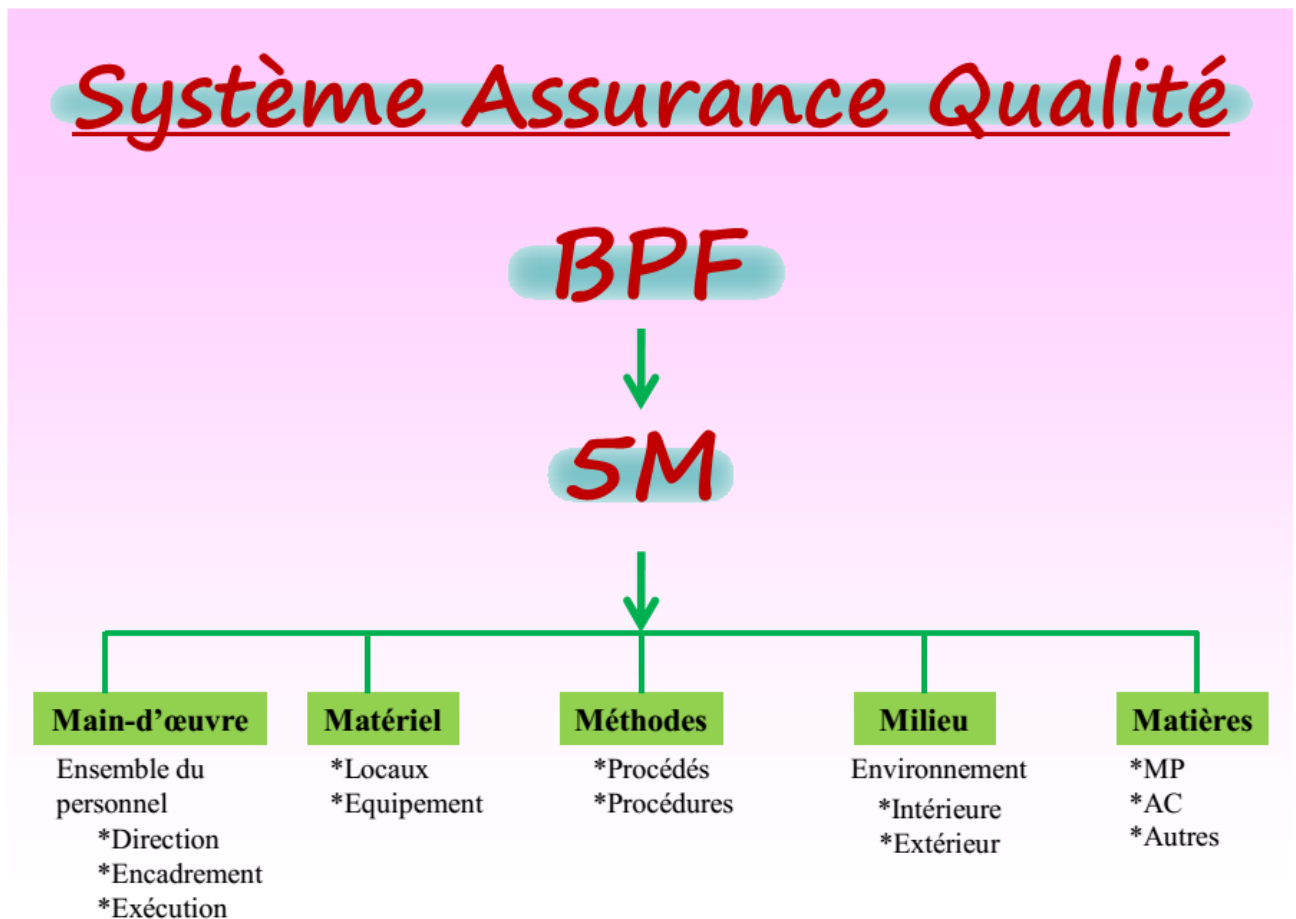 Système Assurance Qualité
BPF
5M
Main-d'œuvre
Ensemble du
personnel
*Direction
*Encadrement
*Exécution
Matériel
*Locaux
*Equipement
Méthodes
*Procédés
*Procédures
Milieu
Environnement
*Intérieure
*Extérieur
Matières
*MP
*AC
*Autres